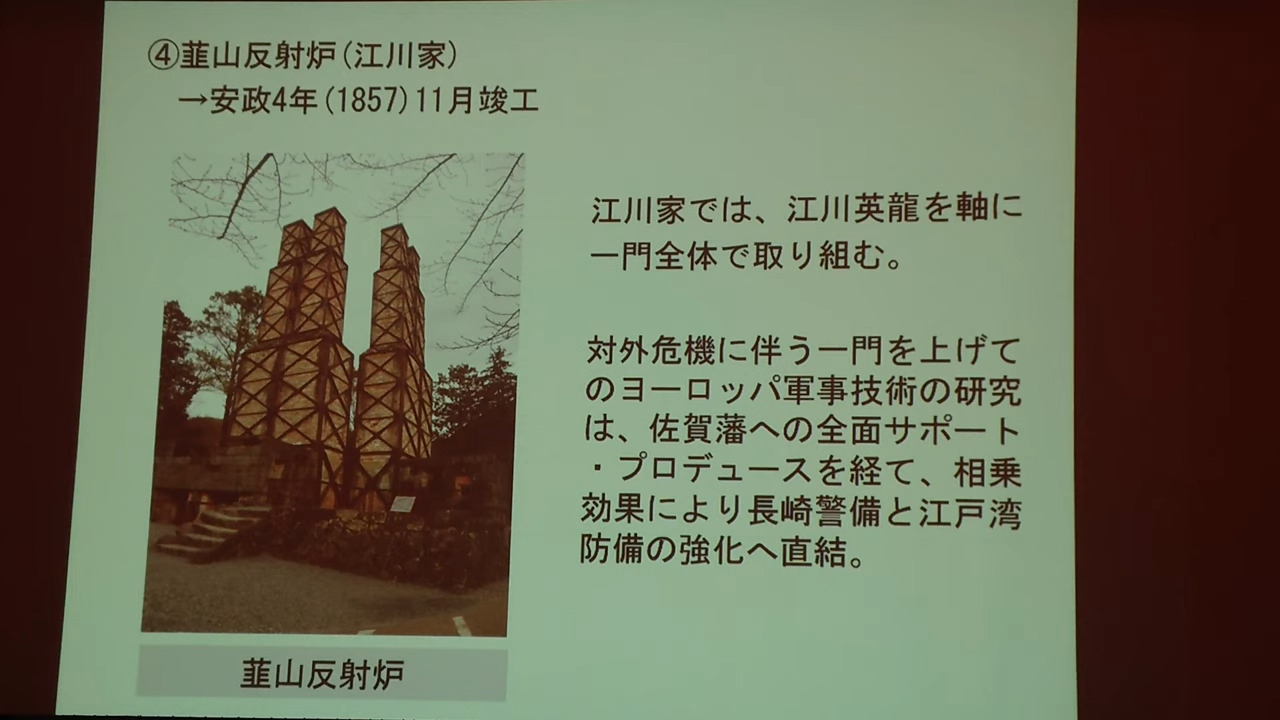 ④韮山反射炉(江川家)
→安政4年(1857)11月竣工
江川家では、江川英龍を軸に
一門全体で取り組む。
対外危機に伴う一門を上げて
のヨーロッパ軍事技術の研究
は、佐賀藩への全面サポート
・プロデュースを経て、相乗
効果により長崎警備と江戸湾
防備の強化へ直結。
韮山反射炉